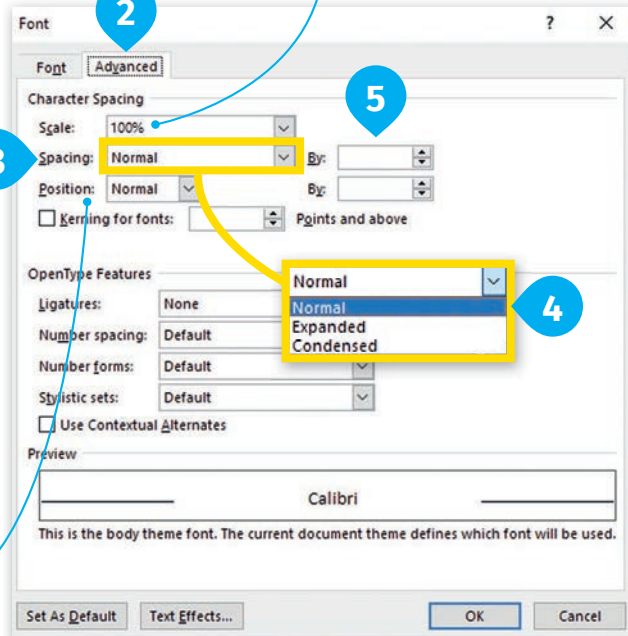 2
Font ? ×
Font Advanced
Character Spacing
5
Scale: 100%
3
Spacing: Normal By:
Position: Normal By:
Kerning for fonts: Points and above
OpenType Features
Normal
Ligatures: None
Normal
4
Expanded
Number spacing: Default
Condensed
Number forms: Default
Stylistic sets: Default
Use Contextual Alternates
Preview
Calibri
This is the body theme font. The current document theme defines which font will be used.
Set As Default Text Effects... OK Cancel